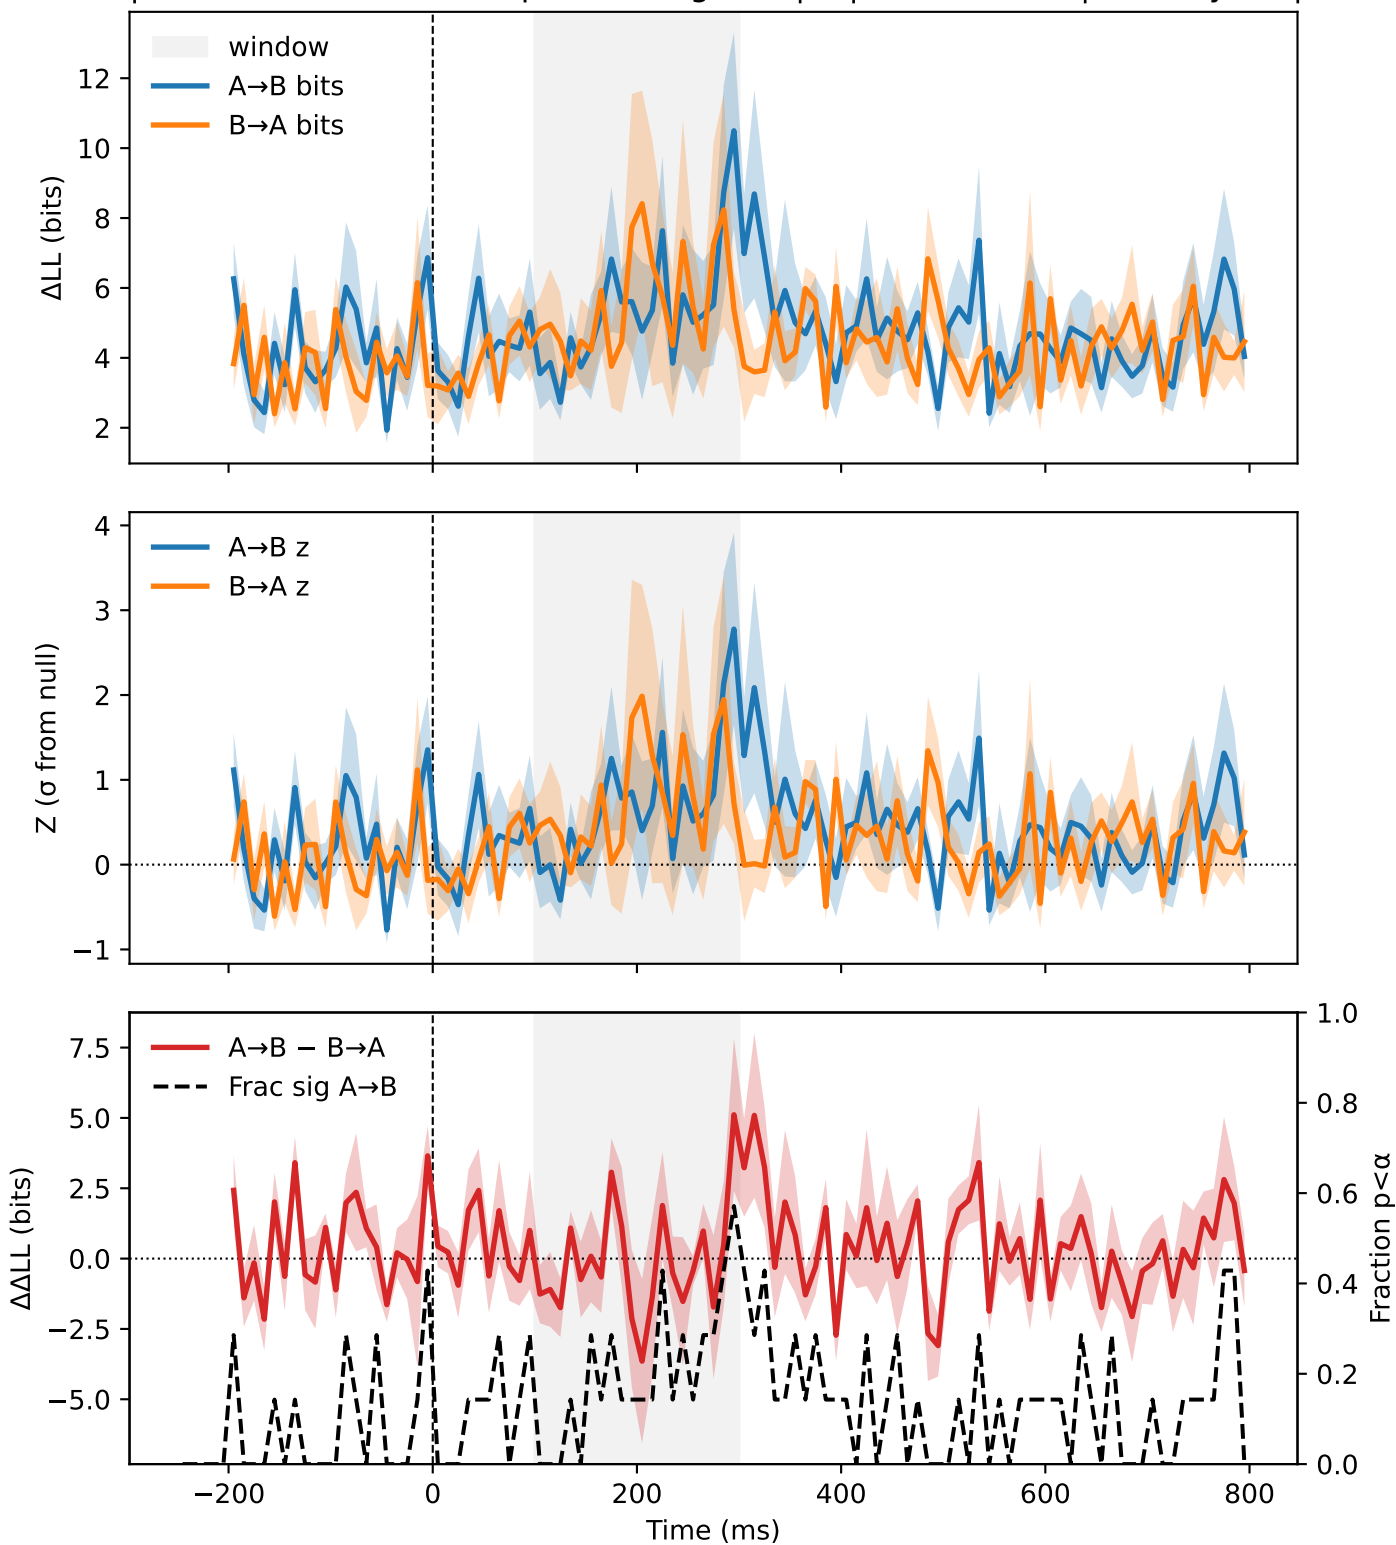 window
A→B bits
B→A bits
12
10
8
6
4
2
ΔLL (bits)
A→B z
B→A z
4
3
2
1
0
−1
Z (σ from null)
A→B − B→A
Frac sig A→B
7.5
5.0
2.5
0.0
−2.5
−5.0
ΔΔLL (bits)
1.0
0.8
0.6
0.4
0.2
0.0
Fraction p<α
−200 0 200 400 600 800
Time (ms)